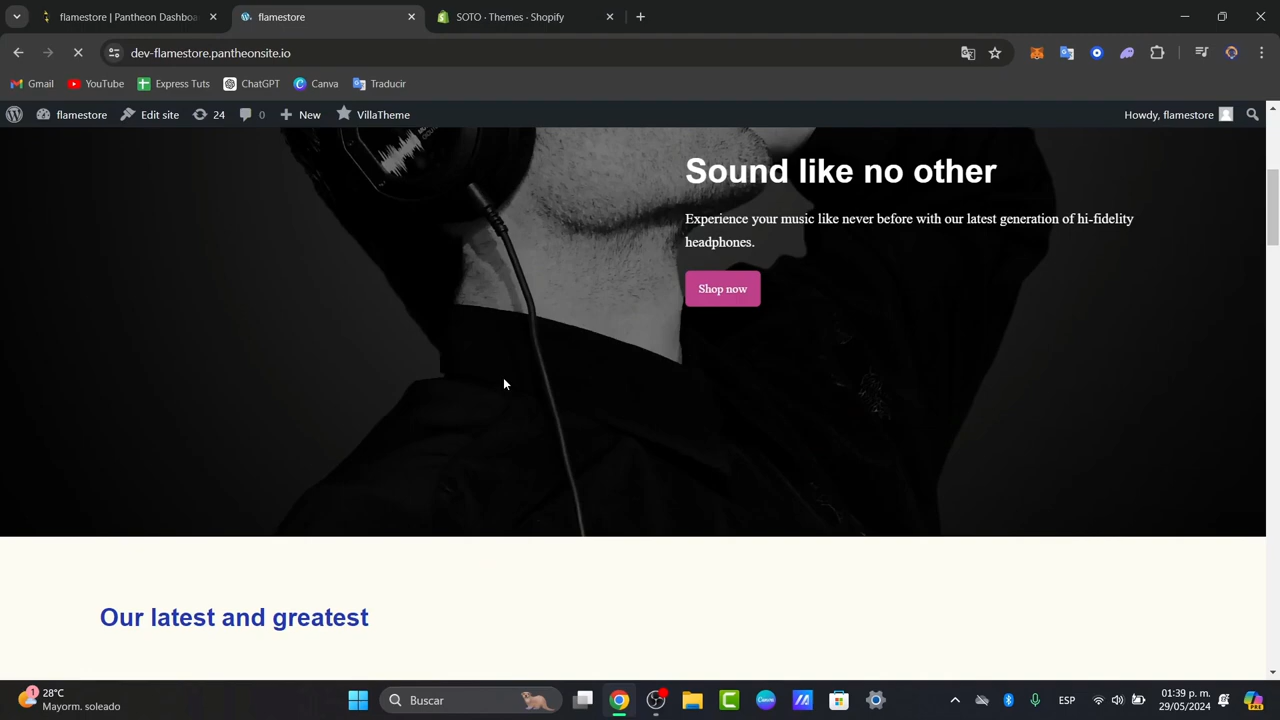 flamestore | Pantheon Dashboa
flamestore
SOTO · Themes · Shopify
dev-flamestore.pantheonsite.io
Gmail
YouTube
Express Tuts
ChatGPT
Canva
Traducir
flamestore
Edit site
24
0
New
VillaTheme
Howdy, flamestore
Sound like no other
Experience your music like never before with our latest generation of hi-fidelity
headphones.
Shop now
Our latest and greatest
1
28°C
Mayorm. soleado
Buscar
ESP
01:39 p. m.
29/05/2024